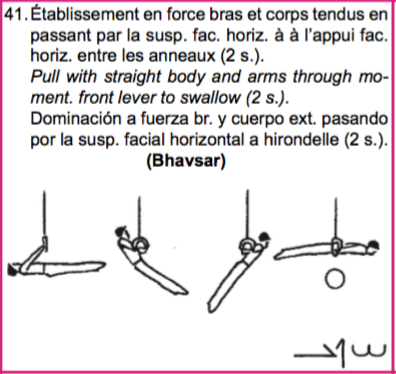 41. Établissement en force bras et corps tendus en
passant par la susp. fac. horiz. à à l'appui fac.
horiz. entre les anneaux (2 s.).
Pull with straight body and arms through mo-
ment. front lever to swallow (2 s.).
Dominación a fuerza br. y cuerpo ext. pasando
por la susp. facial horizontal a hirondelle (2 s.).
(Bhavsar)